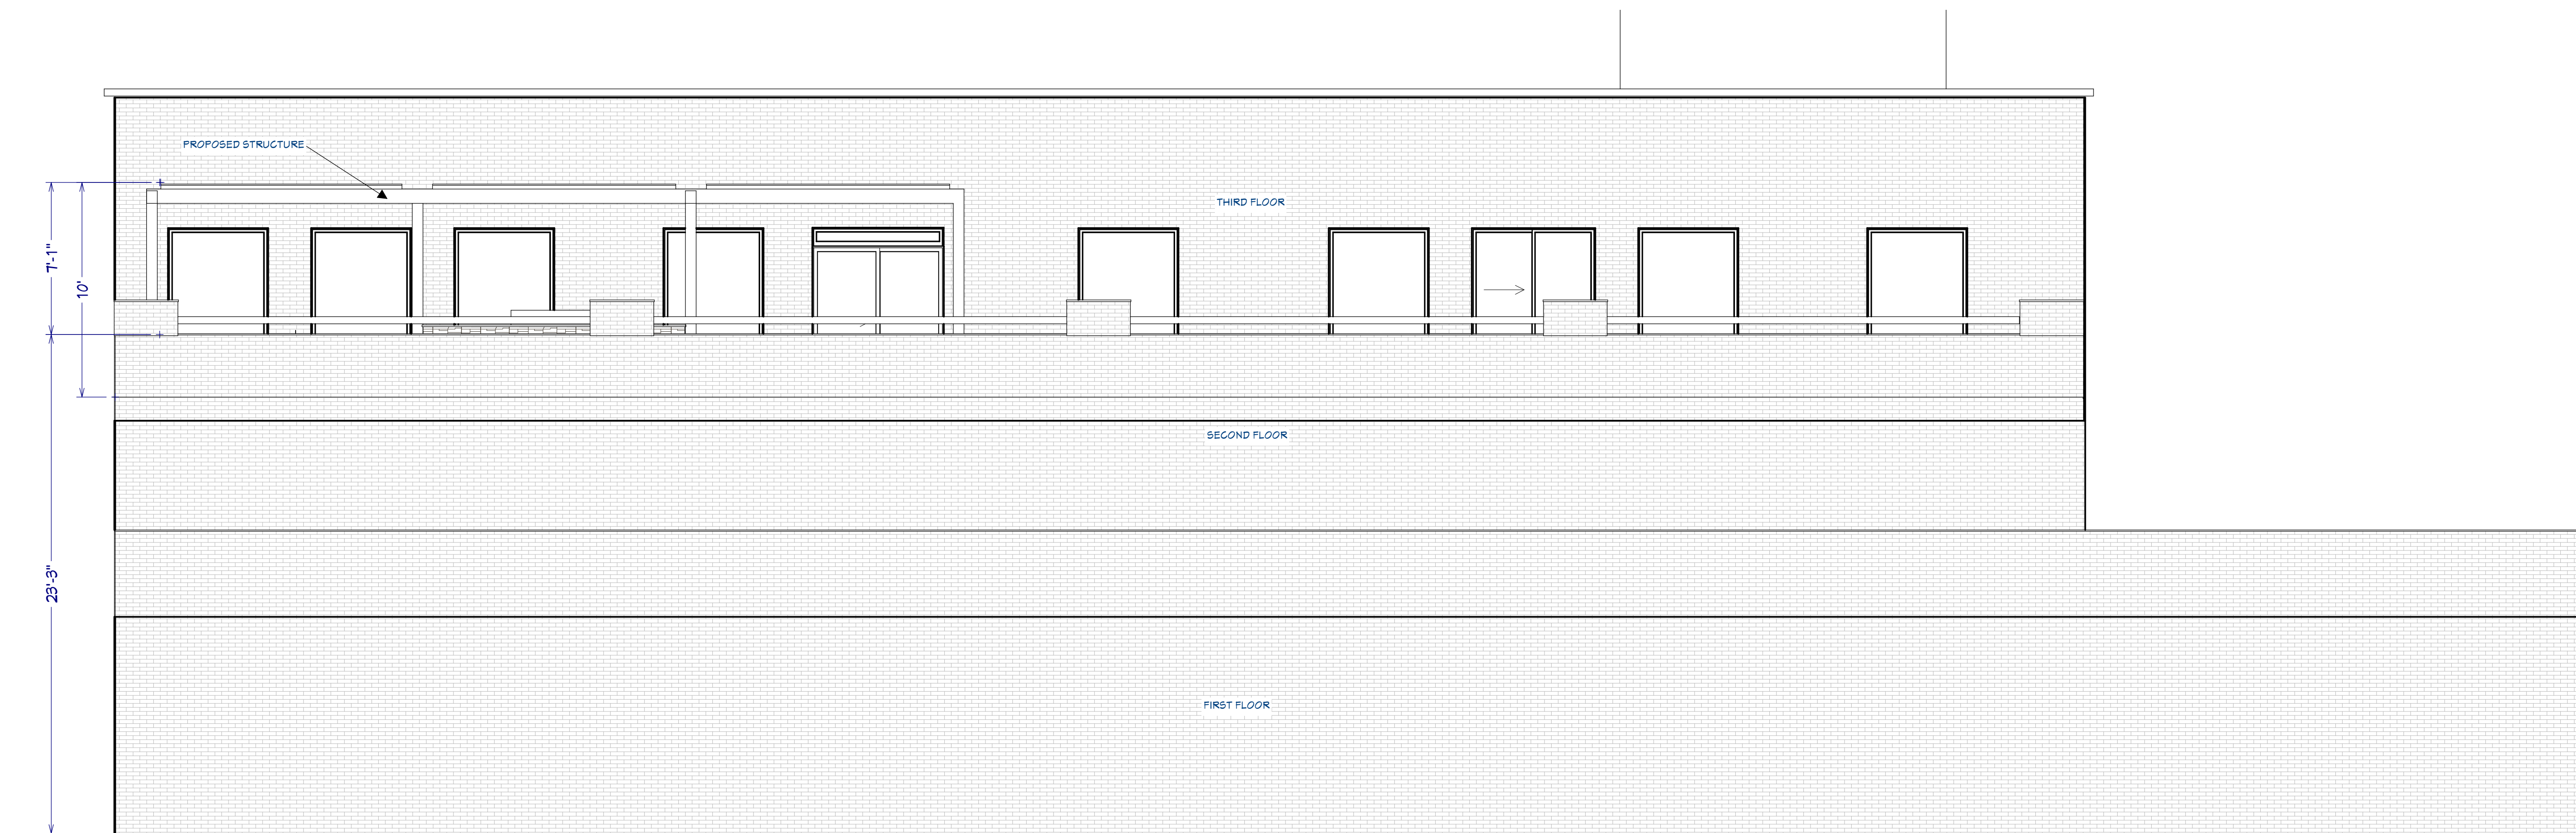 PROPOSED STRUCTURE
THIRD FLOOR
7'-1"
10'
SECOND FLOOR
23'-3"
FIRST FLOOR